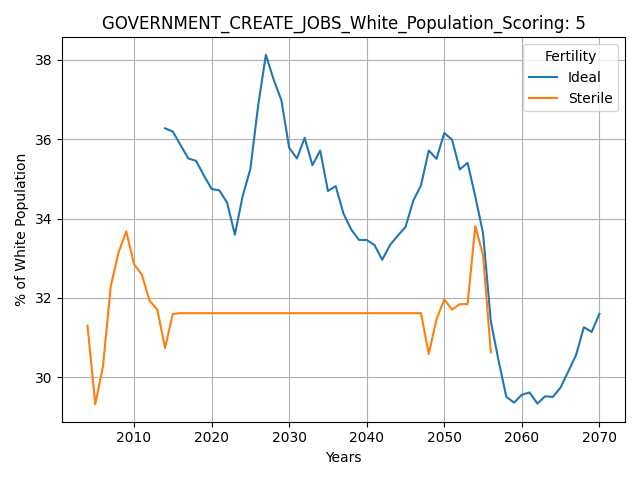 GOVERNMENT_CREATE_JOBS_White_Population_Scoring: 5
Fertility
Ideal
Sterile
% of White Population
38
36
34
32
30
2010 2020 2030 2040 2050 2060 2070
Years